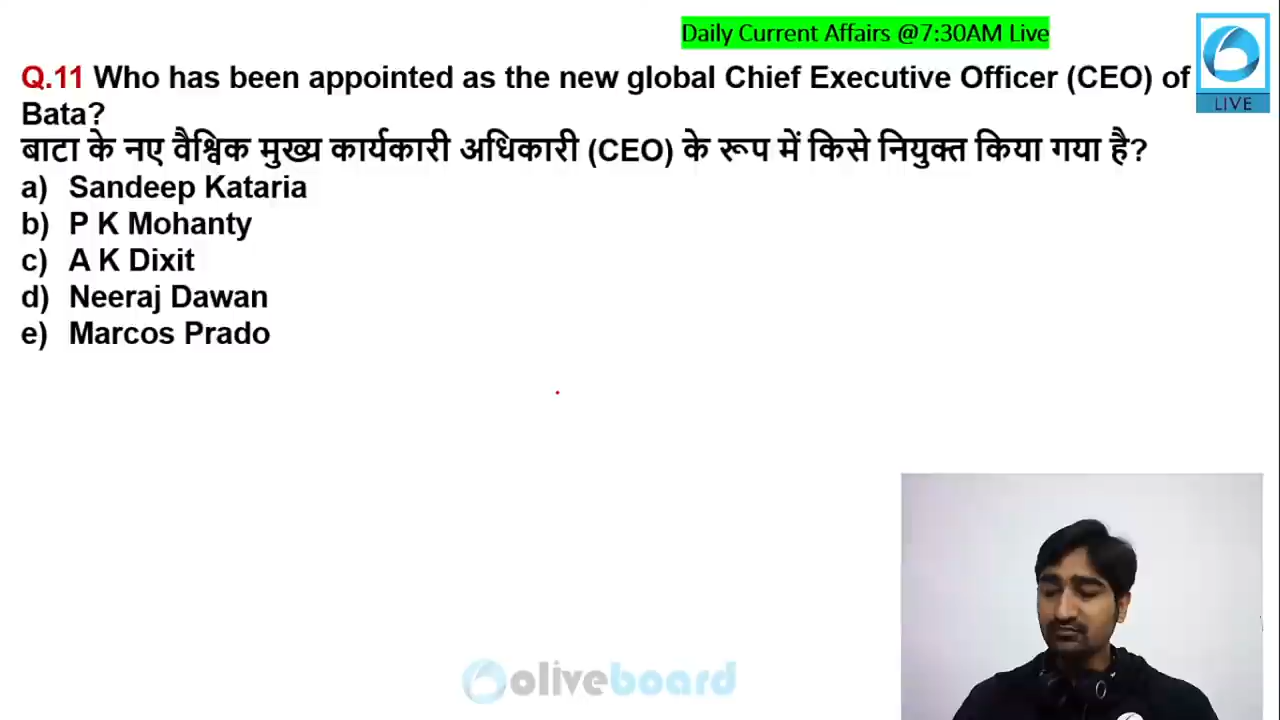 Daily Current Affairs @7:30AM Live
LIVE
Q.11 Who has been appointed as the new global Chief Executive Officer (CEO) of
Bata?
बाटा के नए वैश्विक मुख्य कार्यकारी अधिकारी (CEO) के रूप में किसे नियुक्त किया गया है?
a) Sandeep Kataria
b) P K Mohanty
c) A K Dixit
d) Neeraj Dawan
e) Marcos Prado
oliveboard